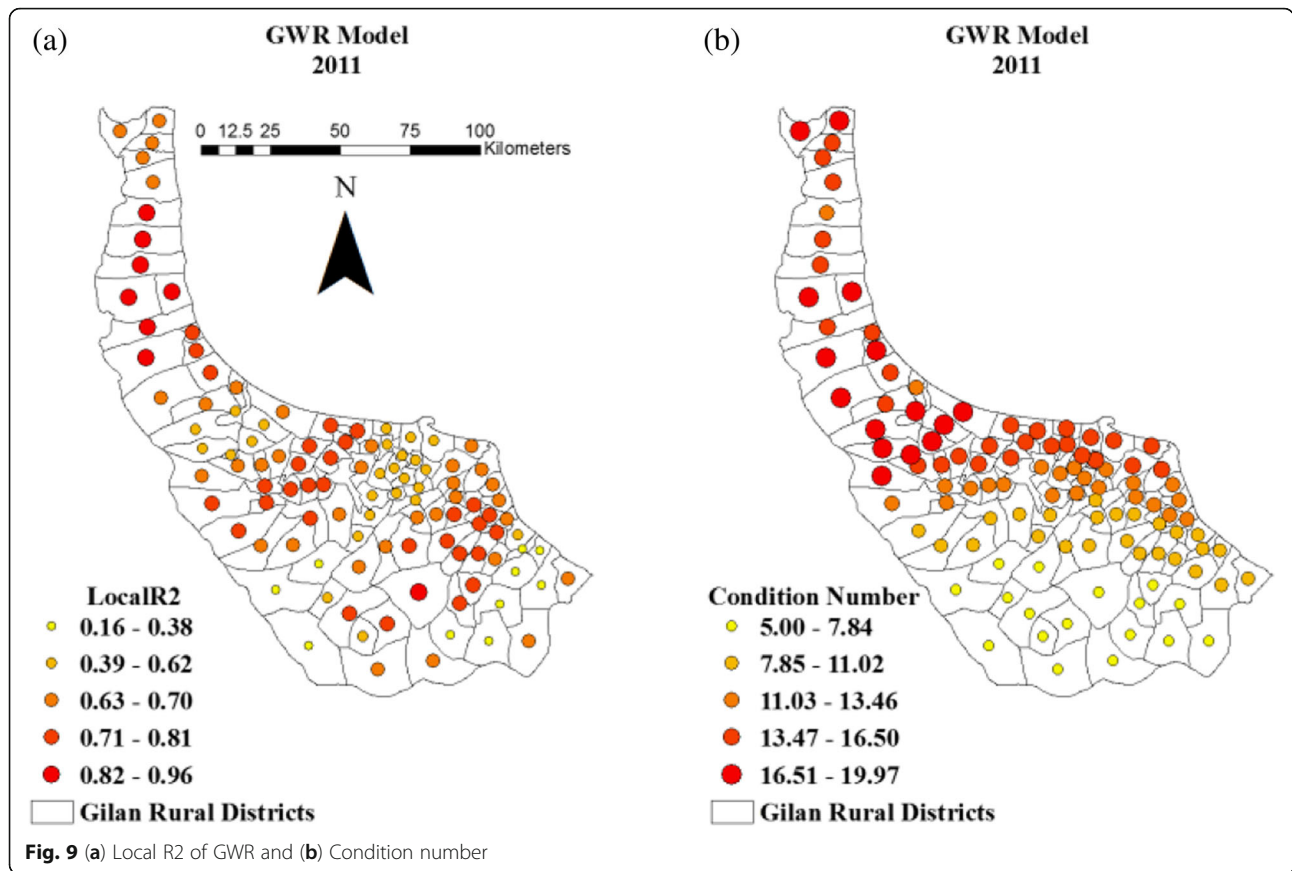 (a)
GWR Model
2011
0 12.5 25 50 75 100
Kilometers
N
LocalR2
0.16 - 0.38
0.39 - 0.62
0.63 - 0.70
0.71 - 0.81
0.82 - 0.96
Gilan Rural Districts
(b)
GWR Model
2011
Condition Number
5.00 - 7.84
7.85 - 11.02
11.03 - 13.46
13.47 - 16.50
16.51 - 19.97
Gilan Rural Districts
Fig. 9 (a) Local R2 of GWR and (b) Condition number